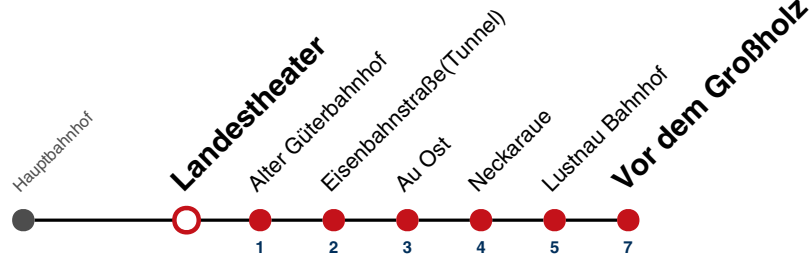 Hauptbahnhof
Landestheater
Alter Güterbahnhof
Eisenbahnstraße(Tunnel)
Au Ost
Neckaraue
Lustnau Bahnhof
Vor dem Großholz
1 2 3 4 5 7